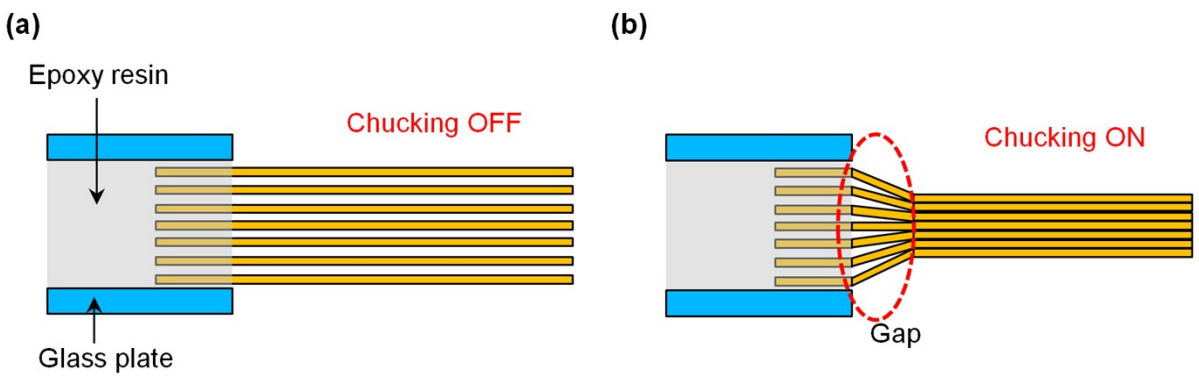 (a)
Epoxy resin
Chucking OFF
Glass plate
(b)
Chucking ON
Gap